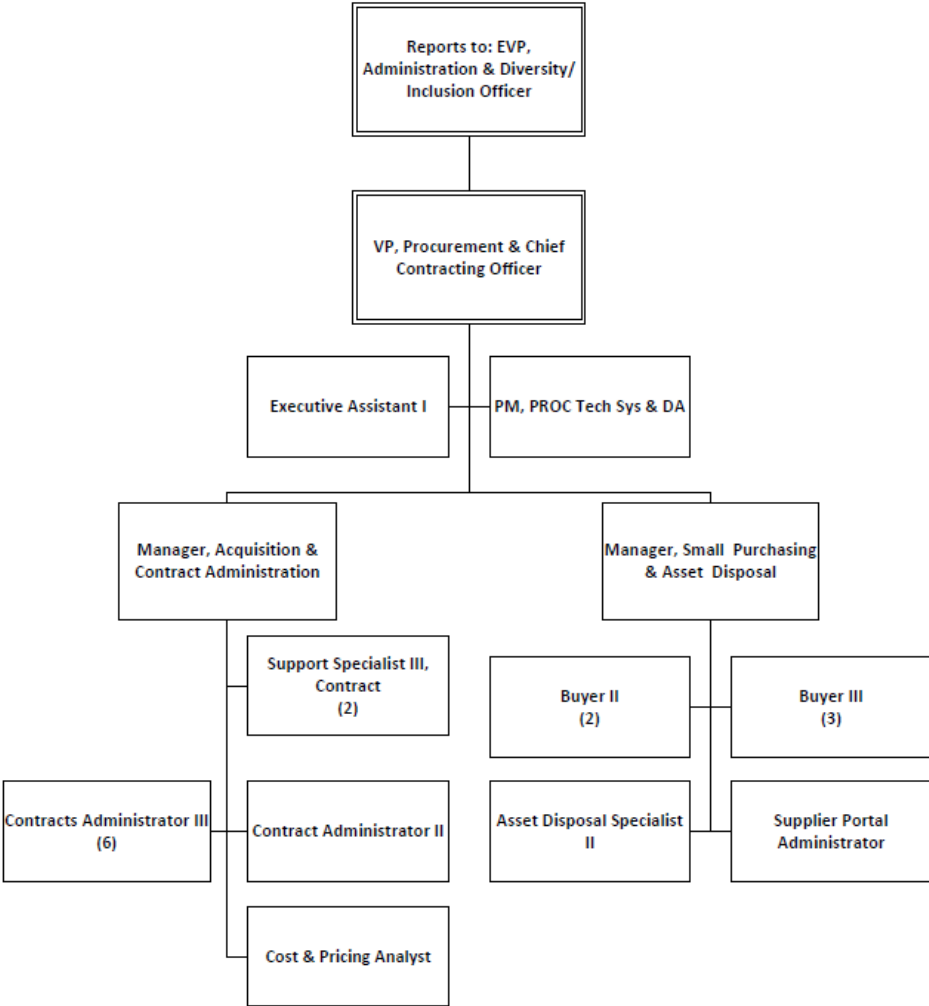 Reports to: EVP,
Administration & Diversity/
Inclusion Officer
VP, Procurement & Chief
Contracting Officer
Executive Assistant I
PM, PROC Tech Sys & DA
Manager, Acquisition &
Contract Administration
Manager, Small Purchasing
& Asset Disposal
Support Specialist III,
Contract
(2)
Buyer II
(2)
Buyer III
(3)
Contracts Administrator III
(6)
Contract Administrator II
Asset Disposal Specialist
II
Supplier Portal
Administrator
Cost & Pricing Analyst